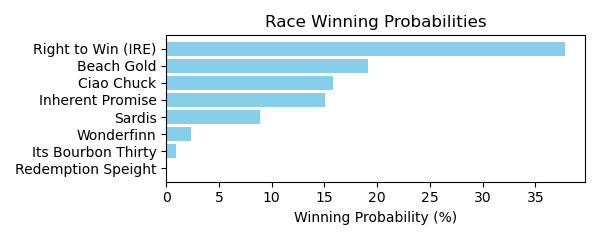 Race Winning Probabilities
Right to Win (IRE)
Beach Gold
Ciao Chuck
Inherent Promise
Sardis
Wonderfinn
Its Bourbon Thirty
Redemption Speight
0 5 10 15 20 25 30 35
Winning Probability (%)